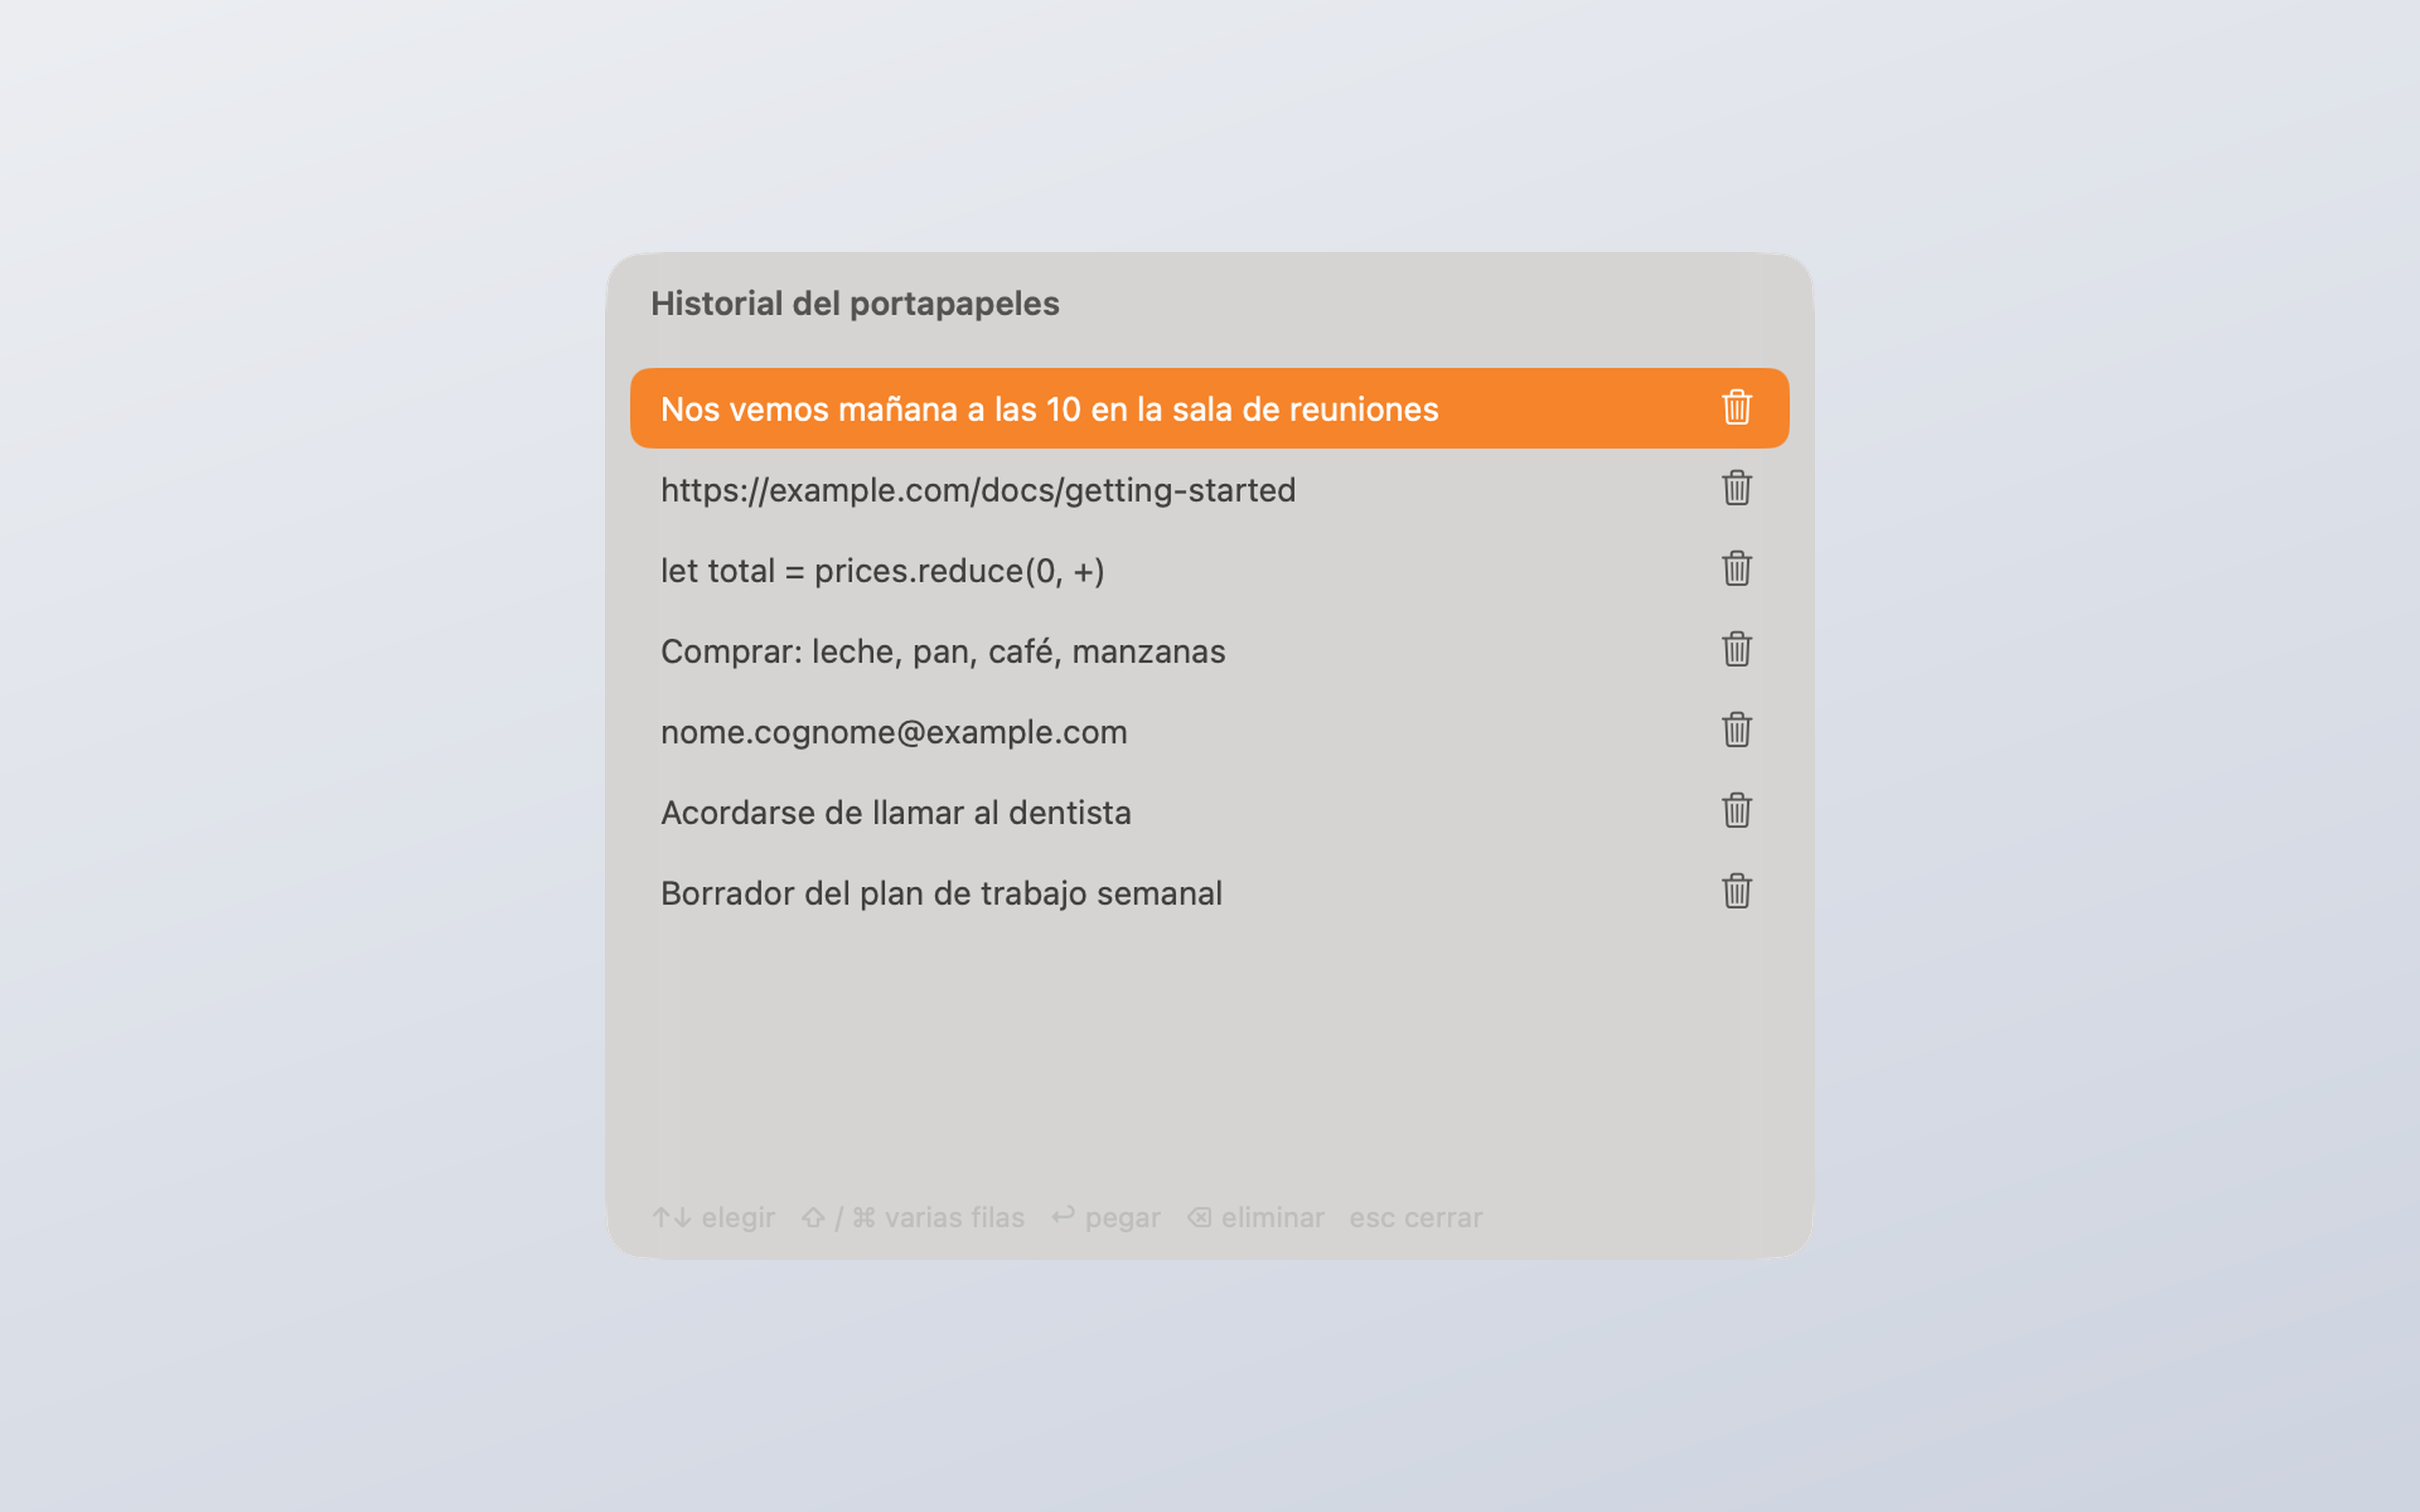 Historial del portapapeles
Nos vemos mañana a las 10 en la sala de reuniones
https://example.com/docs/getting-started
let total = prices.reduce(0, +)
Comprar: leche, pan, café, manzanas
nome.cognome@example.com
Acordarse de llamar al dentista
Borrador del plan de trabajo semanal
↑↓ elegir ⇧ / ⌘ varias filas ↩ pegar ⌫ eliminar esc cerrar